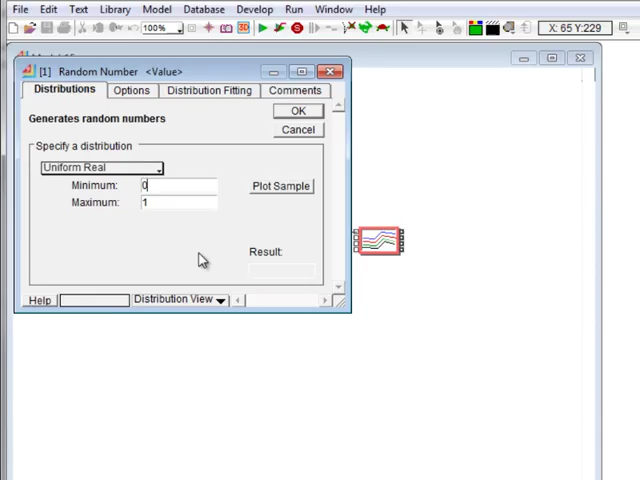 File Edit Text Library Model Database Develop Run Window Help
100% 3D X: 65 Y:229
[1] Random Number <Value>
Distributions Options Distribution Fitting Comments
Generates random numbers
OK
Cancel
Specify a distribution
Uniform Real
Minimum: 0
Plot Sample
Maximum: 1
Result:
Help Distribution View